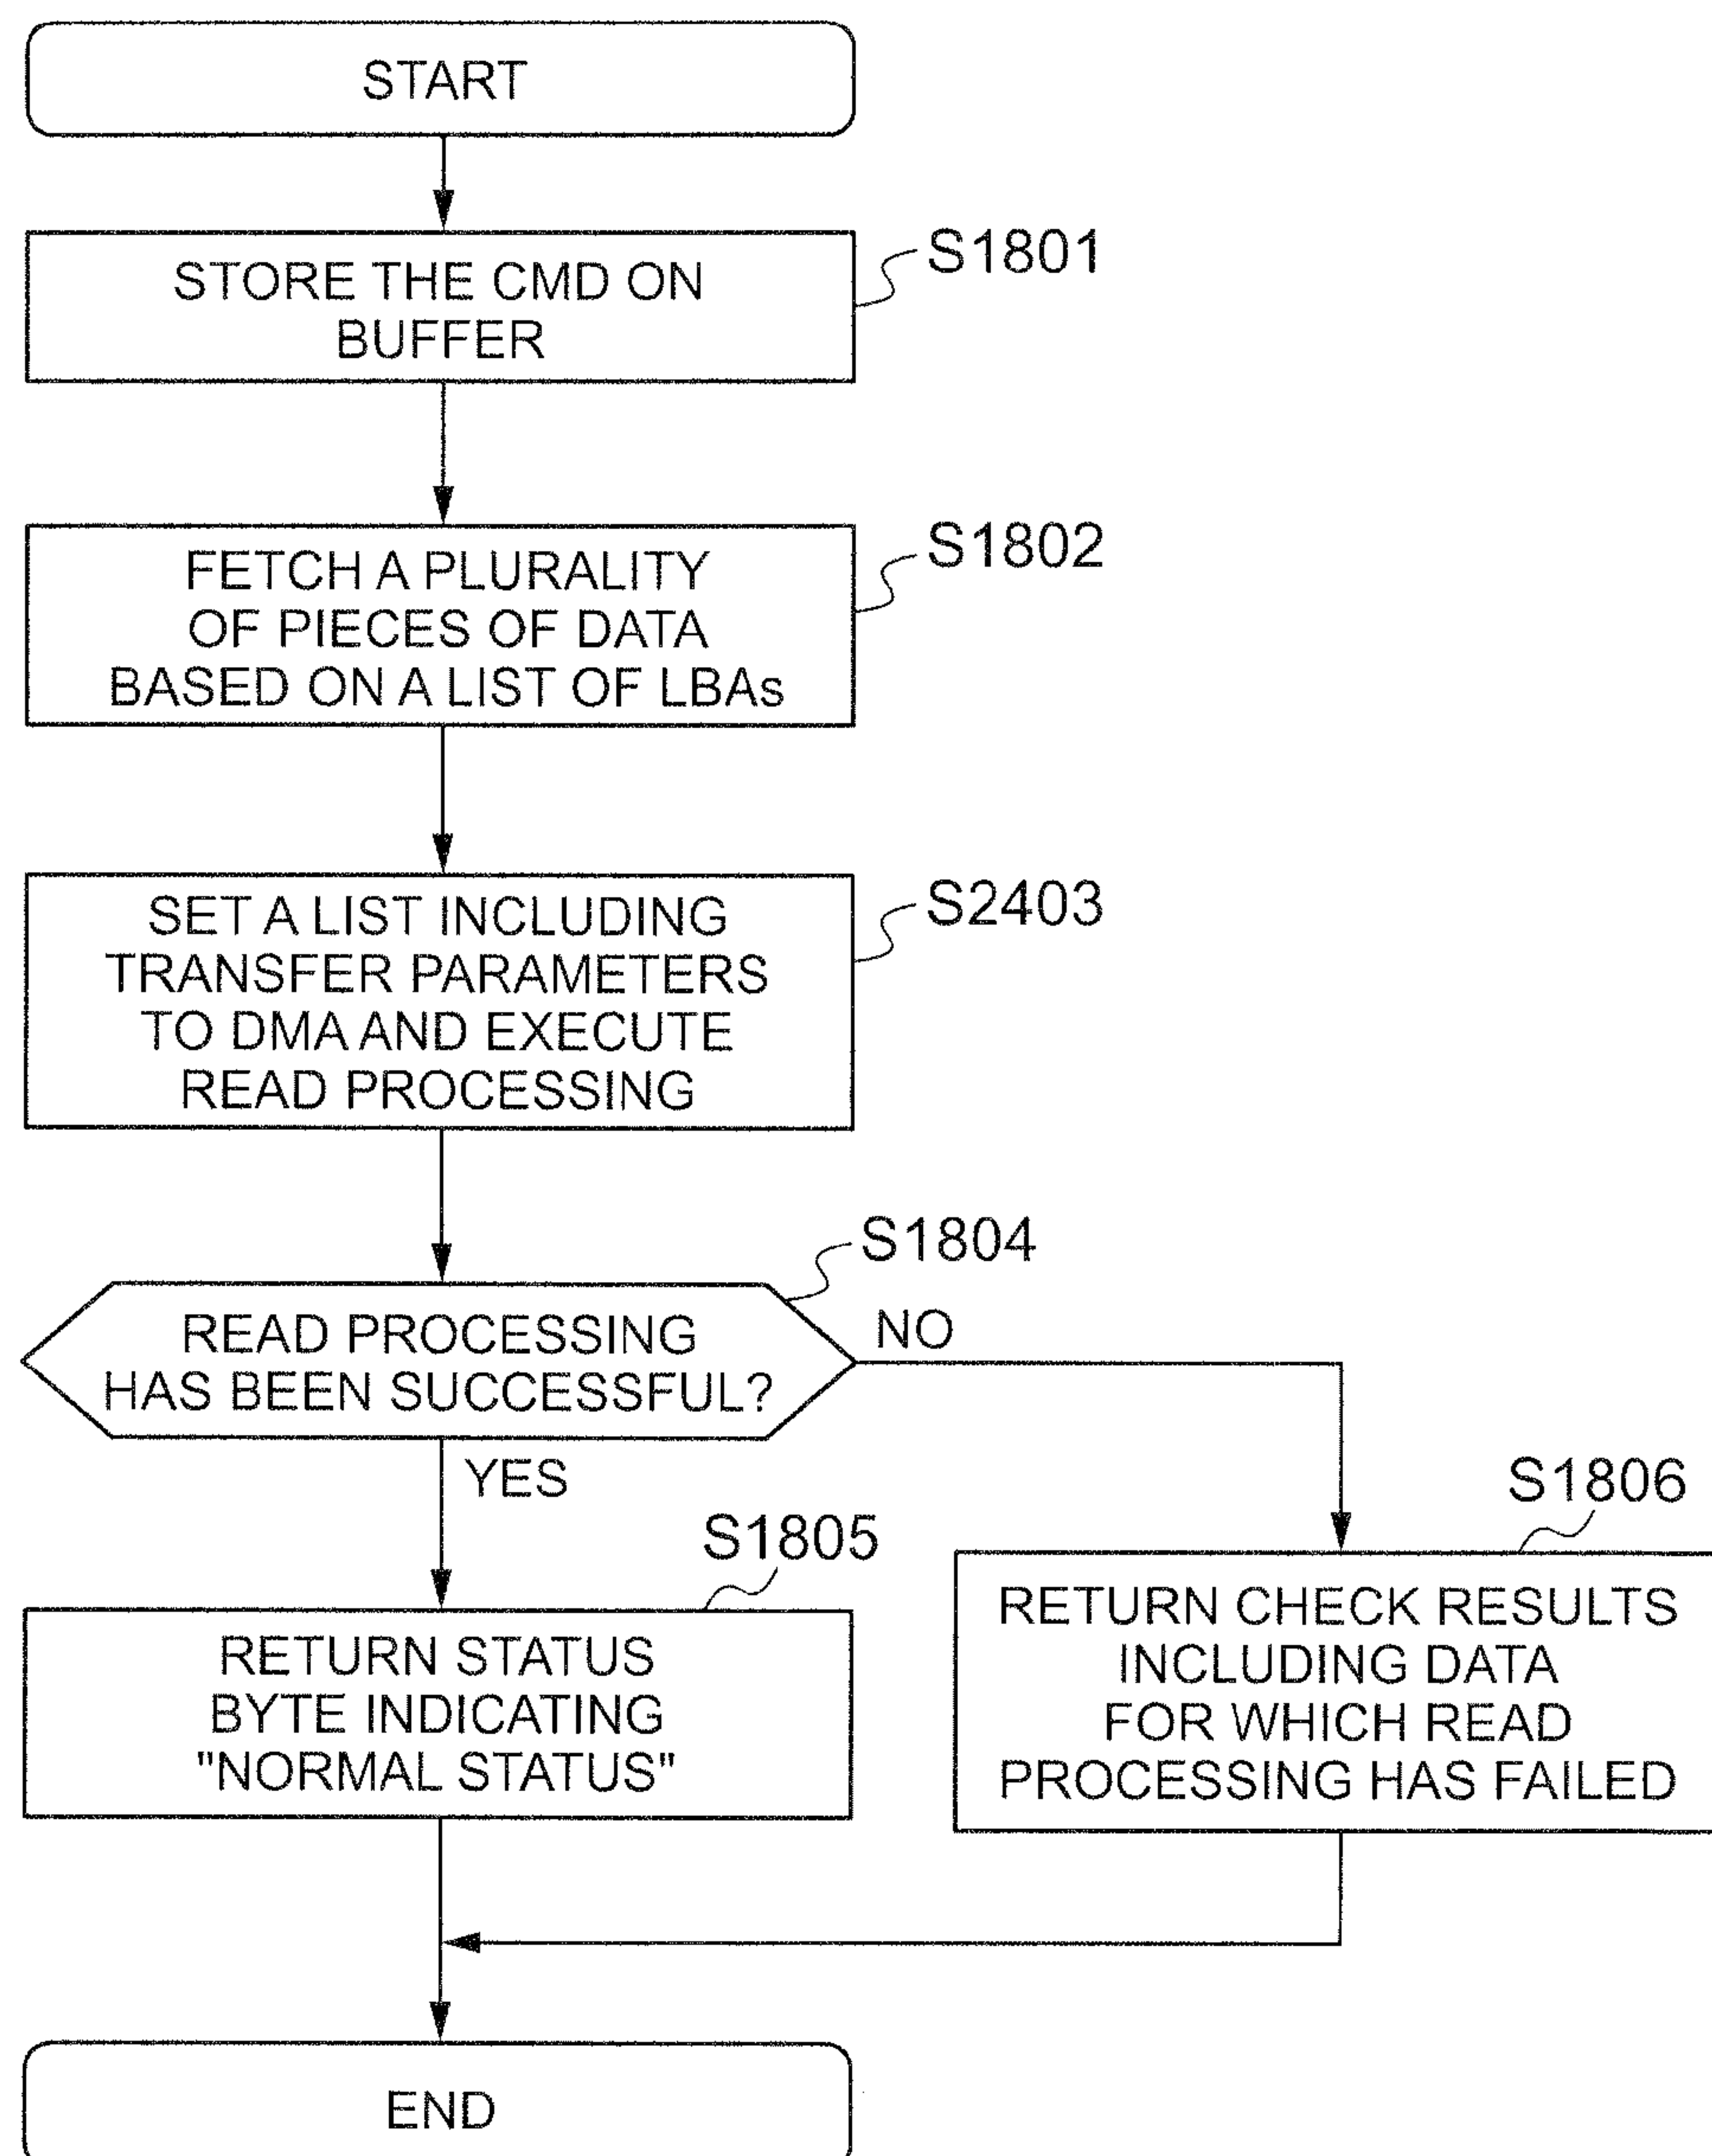 START
STORE THE CMD ON
BUFFER
S1801
FETCH A PLURALITY
OF PIECES OF DATA
BASED ON A LIST OF LBAs
S1802
SET A LIST INCLUDING
TRANSFER PARAMETERS
TO DMA AND EXECUTE
READ PROCESSING
S2403
READ PROCESSING
HAS BEEN SUCCESSFUL?
S1804
NO
YES
S1805
RETURN STATUS
BYTE INDICATING
"NORMAL STATUS"
S1806
RETURN CHECK RESULTS
INCLUDING DATA
FOR WHICH READ
PROCESSING HAS FAILED
END